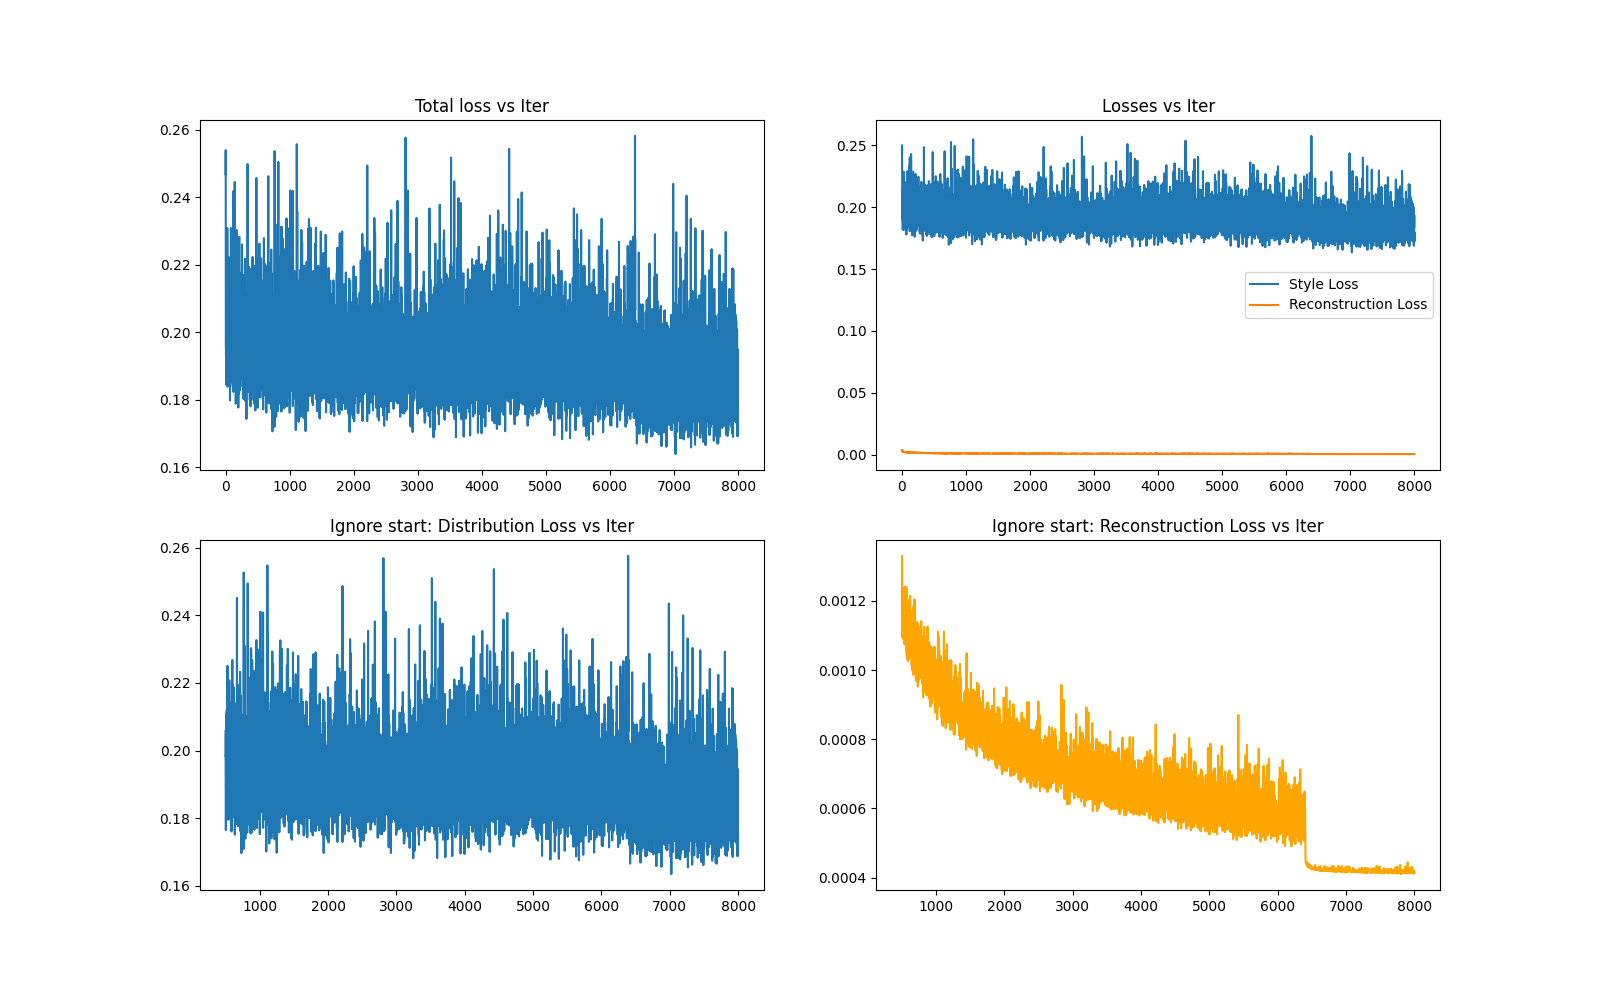 Total loss vs Iter
0.26
0.24
0.22
0.20
0.18
0.16
0 1000 2000 3000 4000 5000 6000 7000 8000
Losses vs Iter
0.25
0.20
0.15
0.10
0.05
0.00
Style Loss
Reconstruction Loss
0 1000 2000 3000 4000 5000 6000 7000 8000
Ignore start: Distribution Loss vs Iter
0.26
0.24
0.22
0.20
0.18
0.16
1000 2000 3000 4000 5000 6000 7000 8000
Ignore start: Reconstruction Loss vs Iter
0.0012
0.0010
0.0008
0.0006
0.0004
1000 2000 3000 4000 5000 6000 7000 8000